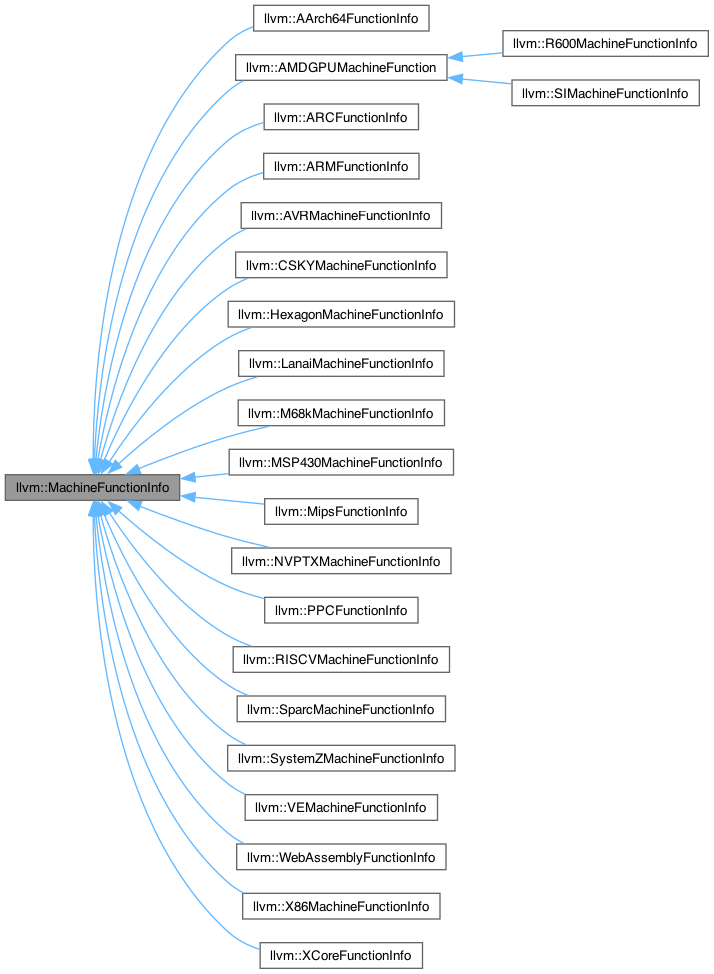 llvm::AArch64FunctionInfo
llvm::R600MachineFunctionInfo
llvm::AMDGPUMachineFunction
llvm::SIMachineFunctionInfo
llvm::ARCFunctionInfo
llvm::ARMFunctionInfo
llvm::AVRMachineFunctionInfo
llvm::CSKYMachineFunctionInfo
llvm::HexagonMachineFunctionInfo
llvm::LanaiMachineFunctionInfo
llvm::M68kMachineFunctionInfo
llvm::MSP430MachineFunctionInfo
llvm::MachineFunctionInfo
llvm::MipsFunctionInfo
llvm::NVPTXMachineFunctionInfo
llvm::PPCFunctionInfo
llvm::RISCVMachineFunctionInfo
llvm::SparcMachineFunctionInfo
llvm::SystemZMachineFunctionInfo
llvm::VEMachineFunctionInfo
llvm::WebAssemblyFunctionInfo
llvm::X86MachineFunctionInfo
llvm::XCoreFunctionInfo